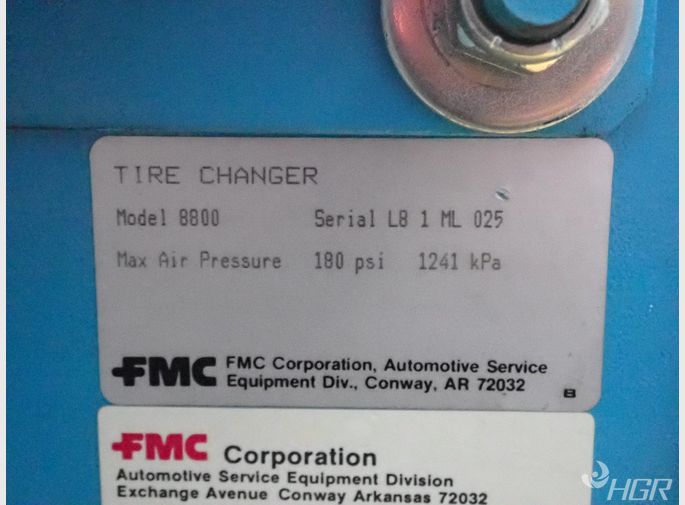 TIRE CHANGER
Model 8800 Serial L8 1 ML 025
Max Air Pressure 180 psi 1241 kPa
FMC FMC Corporation, Automotive Service
Equipment Div., Conway, AR 72032
B
FMC Corporation
Automotive Service Equipment Division
Exchange Avenue Conway Arkansas 72032
HGR